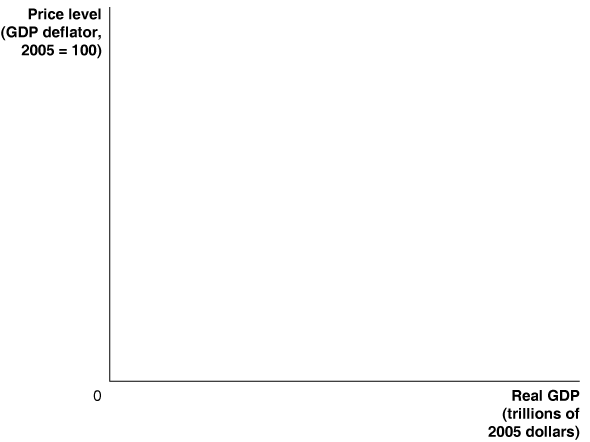 Price level
(GDP deflator,
2005 = 100)
0
Real GDP
(trillions of
2005 dollars)